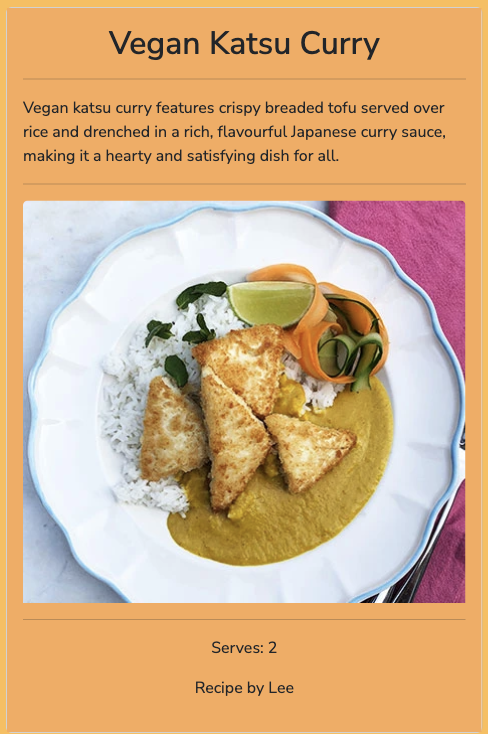 Vegan Katsu Curry
Vegan katsu curry features crispy breaded tofu served over
rice and drenched in a rich, flavourful Japanese curry sauce,
making it a hearty and satisfying dish for all.
Serves: 2
Recipe by Lee